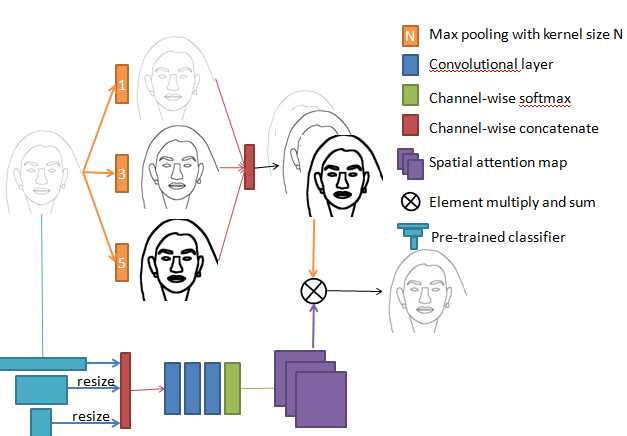 N Max pooling with kernel size N
Convolutional layer
Channel-wise softmax
Channel-wise concatenate
Spatial attention map
Element multiply and sum
Pre-trained classifier
1
3
5
resize
resize